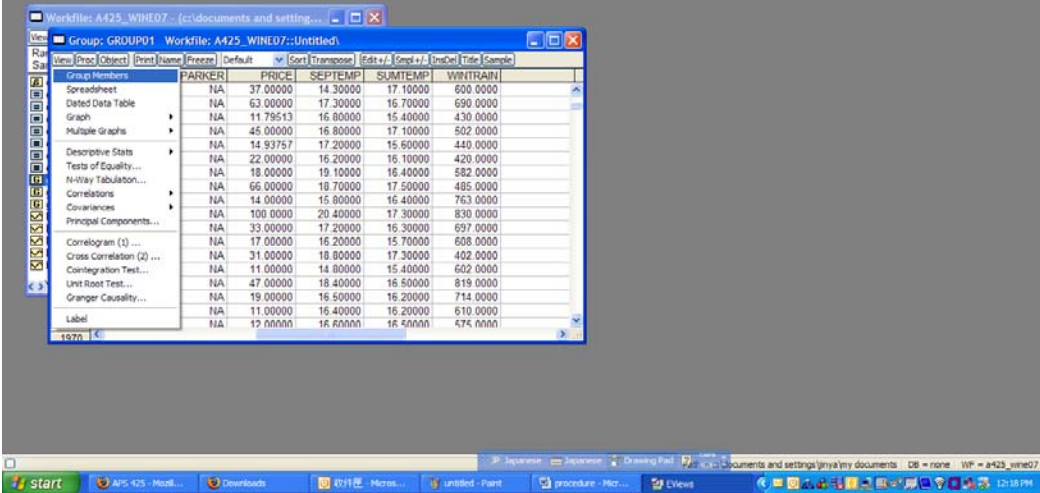 Workfile: A425_WINE07 - (c:\documents and setting...
View
Group: GROUP01 Workfile: A425_WINE07::Untitled\
View Proc Object Print Name Freeze Default Sort Transpose Edit+/- Smpl+/- InsDel Title Sample
Group Members
Spreadsheet
Dated Data Table
Graph
Multiple Graphs
Descriptive Stats
Tests of Equality...
N-Way Tabulation...
Correlations
Covariances
Principal Components...
Correlogram (1) ...
Cross Correlation (2) ...
Cointegration Test...
Unit Root Test...
Granger Causality...
Label
PARKER PRICE SEPTEMP SUMTEMP WINTRAIN
NA 37.00000 14.30000 17.10000 600.0000
NA 63.00000 17.30000 16.70000 690.0000
NA 11.79513 16.80000 15.40000 430.0000
NA 45.00000 16.80000 17.10000 502.0000
NA 14.93757 17.20000 15.60000 440.0000
NA 22.00000 16.20000 16.10000 420.0000
NA 18.00000 19.10000 16.40000 582.0000
NA 66.00000 18.70000 17.50000 485.0000
NA 14.00000 15.80000 16.40000 763.0000
NA 100.0000 20.40000 17.30000 830.0000
NA 33.00000 17.20000 16.30000 697.0000
NA 17.00000 16.20000 15.70000 608.0000
NA 31.00000 18.80000 17.30000 402.0000
NA 11.00000 14.80000 15.40000 602.0000
NA 47.00000 18.40000 16.50000 819.0000
NA 19.00000 16.50000 16.20000 714.0000
NA 11.00000 16.40000 16.20000 610.0000
NA 12.00000 16.60000 16.50000 575.0000
1970
JP Japanese Japanese Drawing Pad
documents and settings\jinya\my documents DB = none WF = a425_wine07
start APS 425 - Mozil... Downloads 收件匣 - Micros... untitled - Paint procedure - Micr... EViews 12:18 PM